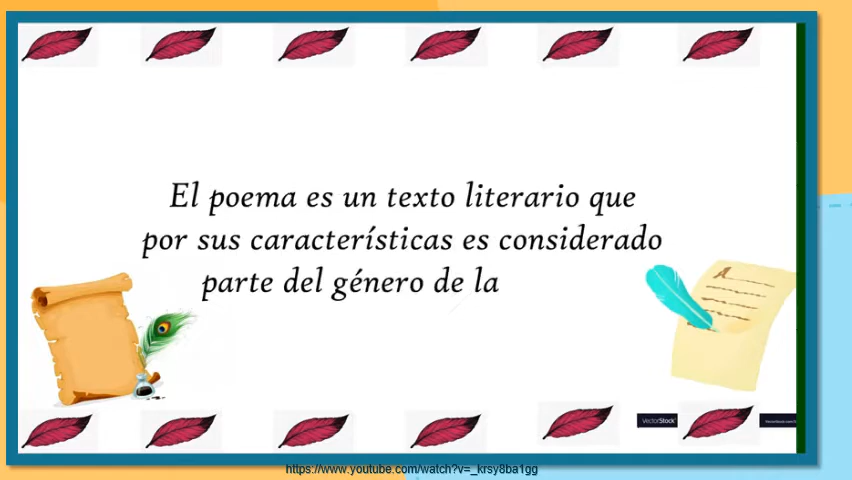 El poema es un texto literario que
por sus características es considerado
parte del género de la
VectorStock
https://www.youtube.com/watch?v=_krsy8ba1gg